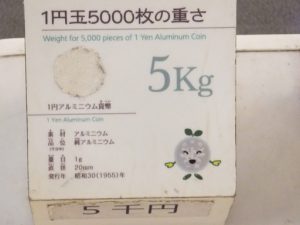 1円玉5000枚の重さ
Weight for 5,000 pieces of 1 Yen Aluminum Coin
5Kg
1円アルミニウム貨幣
1 Yen Aluminum Coin
素材 アルミニウム
品位 純アルミニウム
量目 1g
直径 20mm
発行年 昭和30(1955)年
5千円